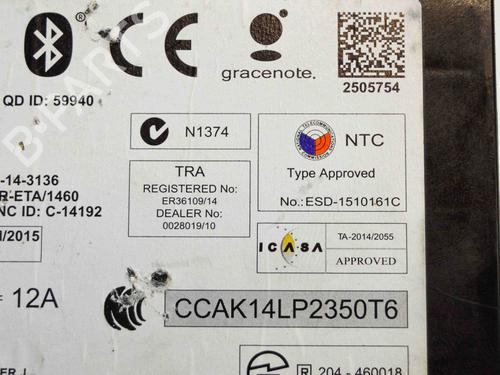 CE
gracenote.
QD ID: 59940
2505754
N1374
NTC
Type Approved
No.:ESD-1510161C
TRA
REGISTERED No:
ER36109/14
DEALER No:
0028019/10
-14-3136
R-ETA/1460
NC ID: C-14192
/2015
ICASA
TA-2014/2055
APPROVED
= 12A
CCAK14LP2350T6
R 204 - 460018
B-PARTS